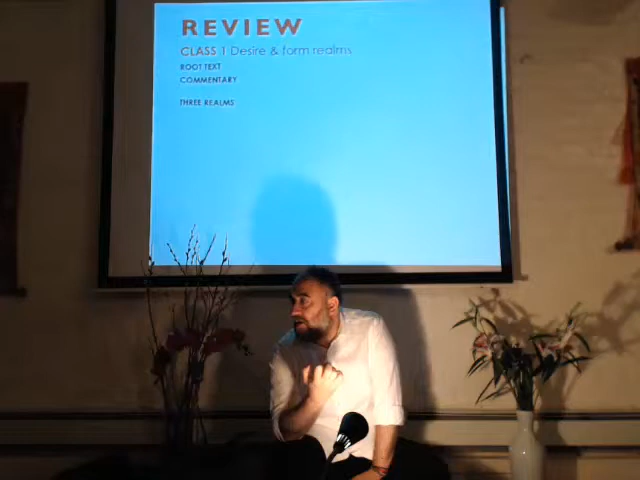 REVIEW
CLASS 1 Desire & form realms
ROOT TEXT
COMMENTARY
THREE REALMS